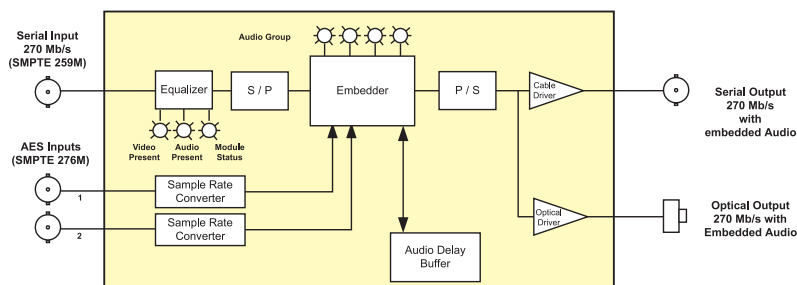 Serial Input
270 Mb/s
(SMPTE 259M)
Audio Group
Equalizer
S / P
Embedder
P / S
Cable
Driver
Serial Output
270 Mb/s
with
embedded Audio
Video
Present
Audio
Present
Module
Status
AES Inputs
(SMPTE 276M)
1
Sample Rate
Converter
2
Sample Rate
Converter
Audio Delay
Buffer
Optical
Driver
Optical Output
270 Mb/s with
Embedded Audio